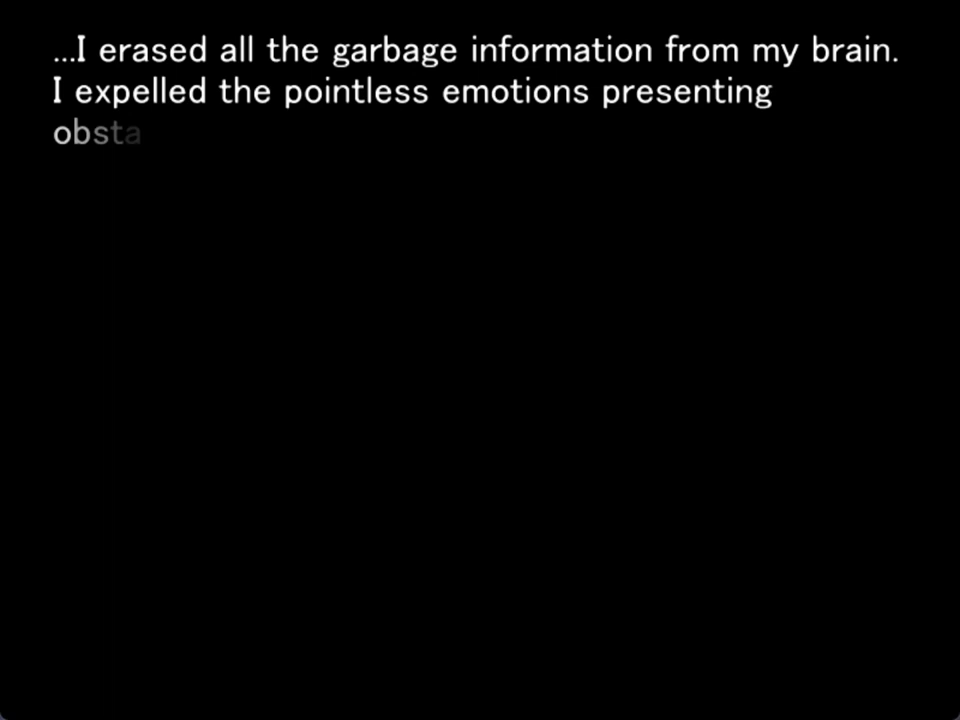 ...I erased all the garbage information from my brain.
I expelled the pointless emotions presenting
obsta